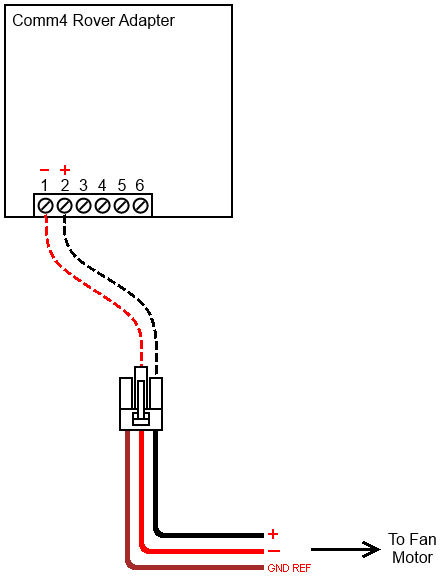 Comm4 Rover Adapter
− +
1 2 3 4 5 6
+
−
GND REF
To Fan
Motor